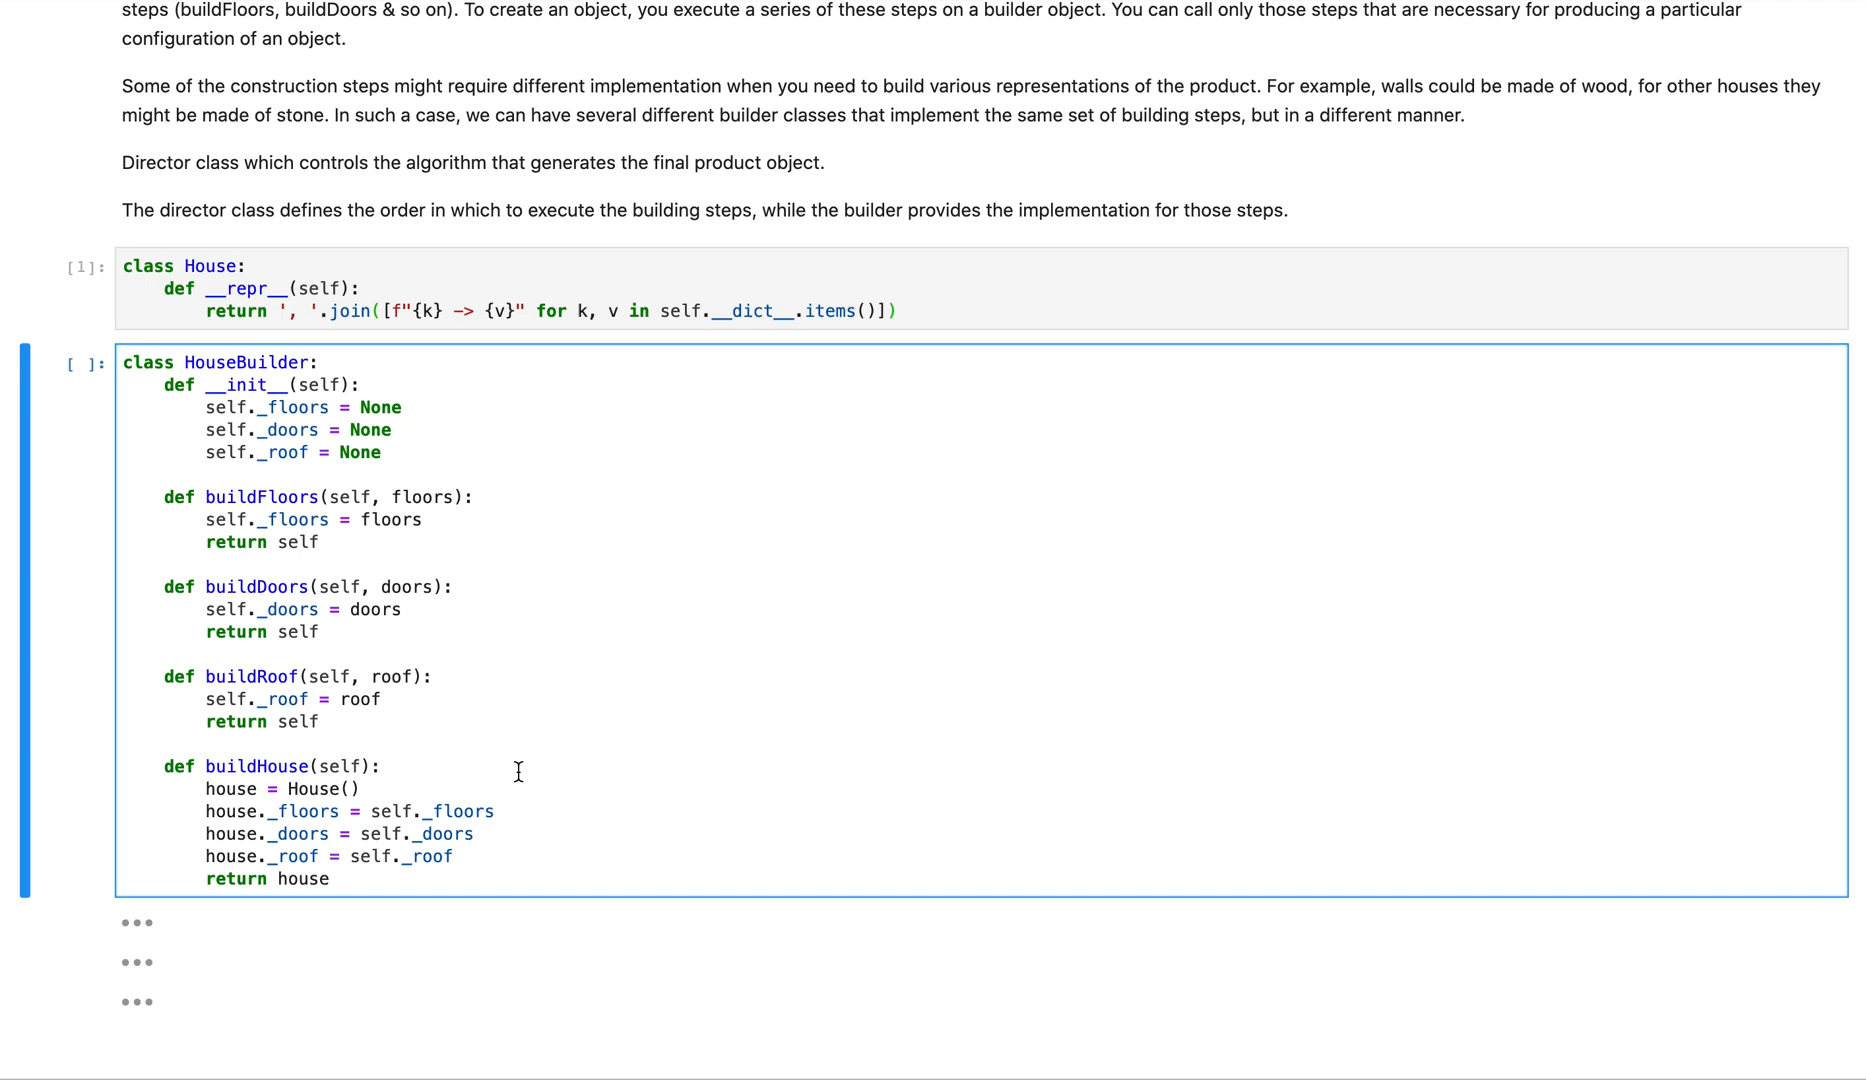 steps (buildFloors, buildDoors & so on). To create an object, you execute a series of these steps on a builder object. You can call only those steps that are necessary for producing a particular
configuration of an object.
Some of the construction steps might require different implementation when you need to build various representations of the product. For example, walls could be made of wood, for other houses they
might be made of stone. In such a case, we can have several different builder classes that implement the same set of building steps, but in a different manner.
Director class which controls the algorithm that generates the final product object.
The director class defines the order in which to execute the building steps, while the builder provides the implementation for those steps.
[1]: class House:
    def __repr__(self):
        return ', '.join([f"{k} -> {v}" for k, v in self.__dict__.items()])
[ ]: class HouseBuilder:
    def __init__(self):
        self._floors = None
        self._doors = None
        self._roof = None
    def buildFloors(self, floors):
        self._floors = floors
        return self
    def buildDoors(self, doors):
        self._doors = doors
        return self
    def buildRoof(self, roof):
        self._roof = roof
        return self
    def buildHouse(self):
        house = House()
        house._floors = self._floors
        house._doors = self._doors
        house._roof = self._roof
        return house